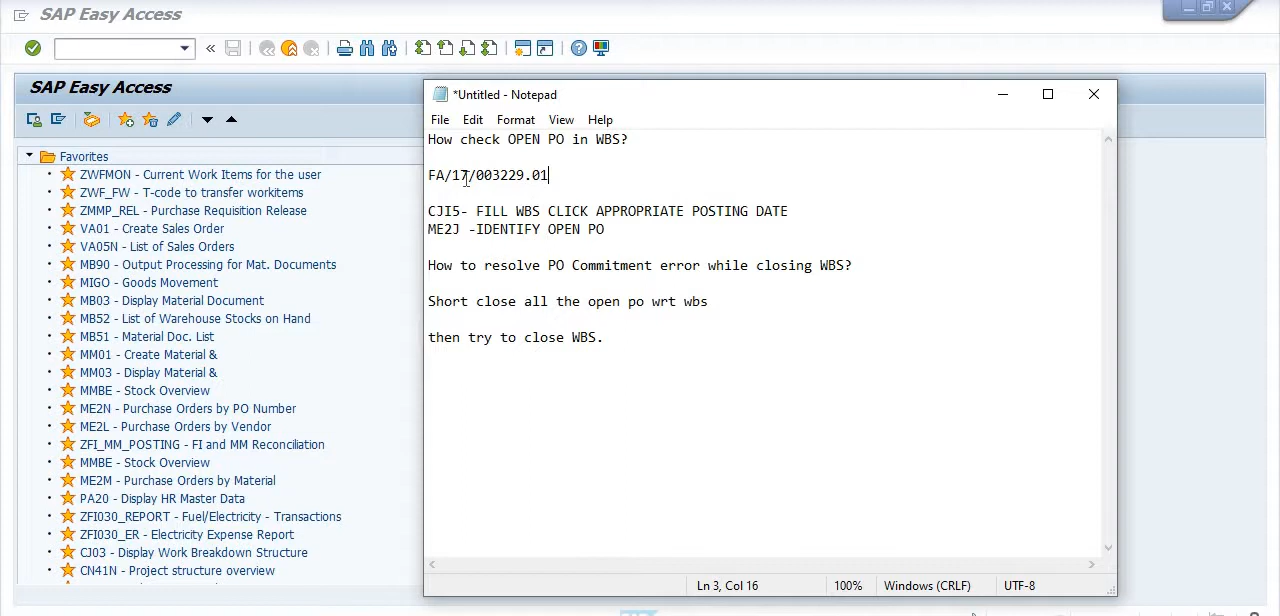 SAP Easy Access
SAP Easy Access
Favorites
ZWFMON - Current Work Items for the user
ZWF_FW - T-code to transfer workitems
ZMMP_REL - Purchase Requisition Release
VA01 - Create Sales Order
VA05N - List of Sales Orders
MB90 - Output Processing for Mat. Documents
MIGO - Goods Movement
MB03 - Display Material Document
MB52 - List of Warehouse Stocks on Hand
MB51 - Material Doc. List
MM01 - Create Material &
MM03 - Display Material &
MMBE - Stock Overview
ME2N - Purchase Orders by PO Number
ME2L - Purchase Orders by Vendor
ZFI_MM_POSTING - FI and MM Reconciliation
MMBE - Stock Overview
ME2M - Purchase Orders by Material
PA20 - Display HR Master Data
ZFI030_REPORT - Fuel/Electricity - Transactions
ZFI030_ER - Electricity Expense Report
CJ03 - Display Work Breakdown Structure
CN41N - Project structure overview
*Untitled - Notepad
File Edit Format View Help
How check OPEN PO in WBS?
FA/17/003229.01
CJI5- FILL WBS CLICK APPROPRIATE POSTING DATE
ME2J -IDENTIFY OPEN PO
How to resolve PO Commitment error while closing WBS?
Short close all the open po wrt wbs
then try to close WBS.
Ln 3, Col 16 100% Windows (CRLF) UTF-8